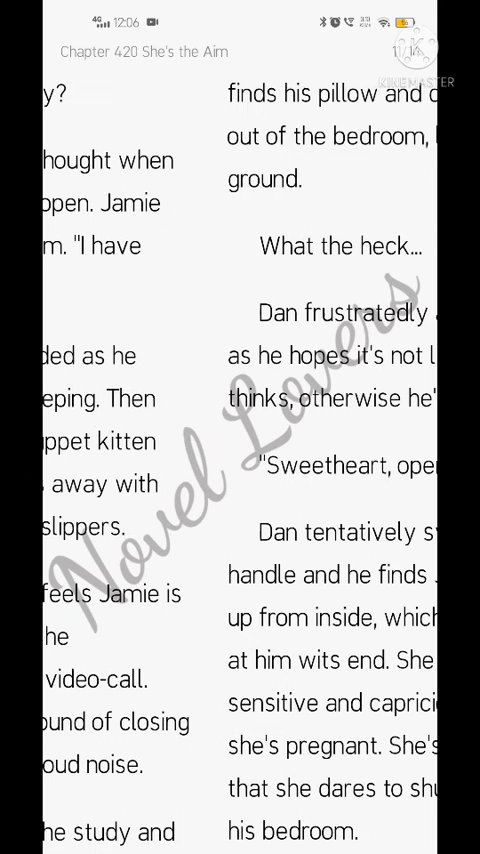 4G 12:06
Chapter 420 She's the Aim
11/14
KINEMASTER
y?
hought when
open. Jamie
m. "I have
ded as he
eping. Then
uppet kitten
away with
slippers.
feels Jamie is
he
video-call.
ound of closing
oud noise.
he study and
finds his pillow and
out of the bedroom,
ground.
What the heck...
Dan frustratedly
as he hopes it's not l
thinks, otherwise he'
"Sweetheart, ope
Dan tentatively s
handle and he finds
up from inside, which
at him wits end. She
sensitive and caprici
she's pregnant. She's
that she dares to shu
his bedroom.
Novel Lovers